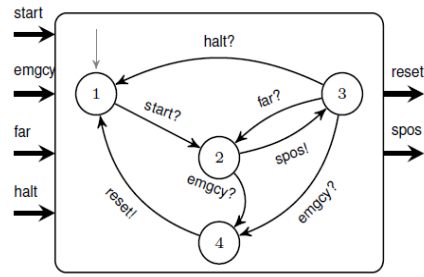 start
emgcy
far
halt
halt?
1
start?
far?
3
2
spos!
emgcy?
reset!
emgcy?
4
reset
spos